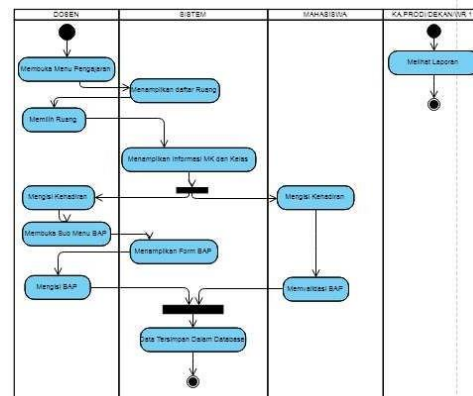 DOSEN
SISTEM
MAHASISWA
KA.PRODI/DEKAN/WR 1
Membuka Menu Pengajaran
Melihat Laporan
Menampilkan daftar Ruang
Memilih Ruang
Menampilkan Informasi MK dan Kelas
Mengisi Kehadiran
Mengisi Kehadiran
Membuka Sub Menu BAP
Menampilkan Form BAP
Mengisi BAP
Memvalidasi BAP
Data Tersimpan Dalam Database